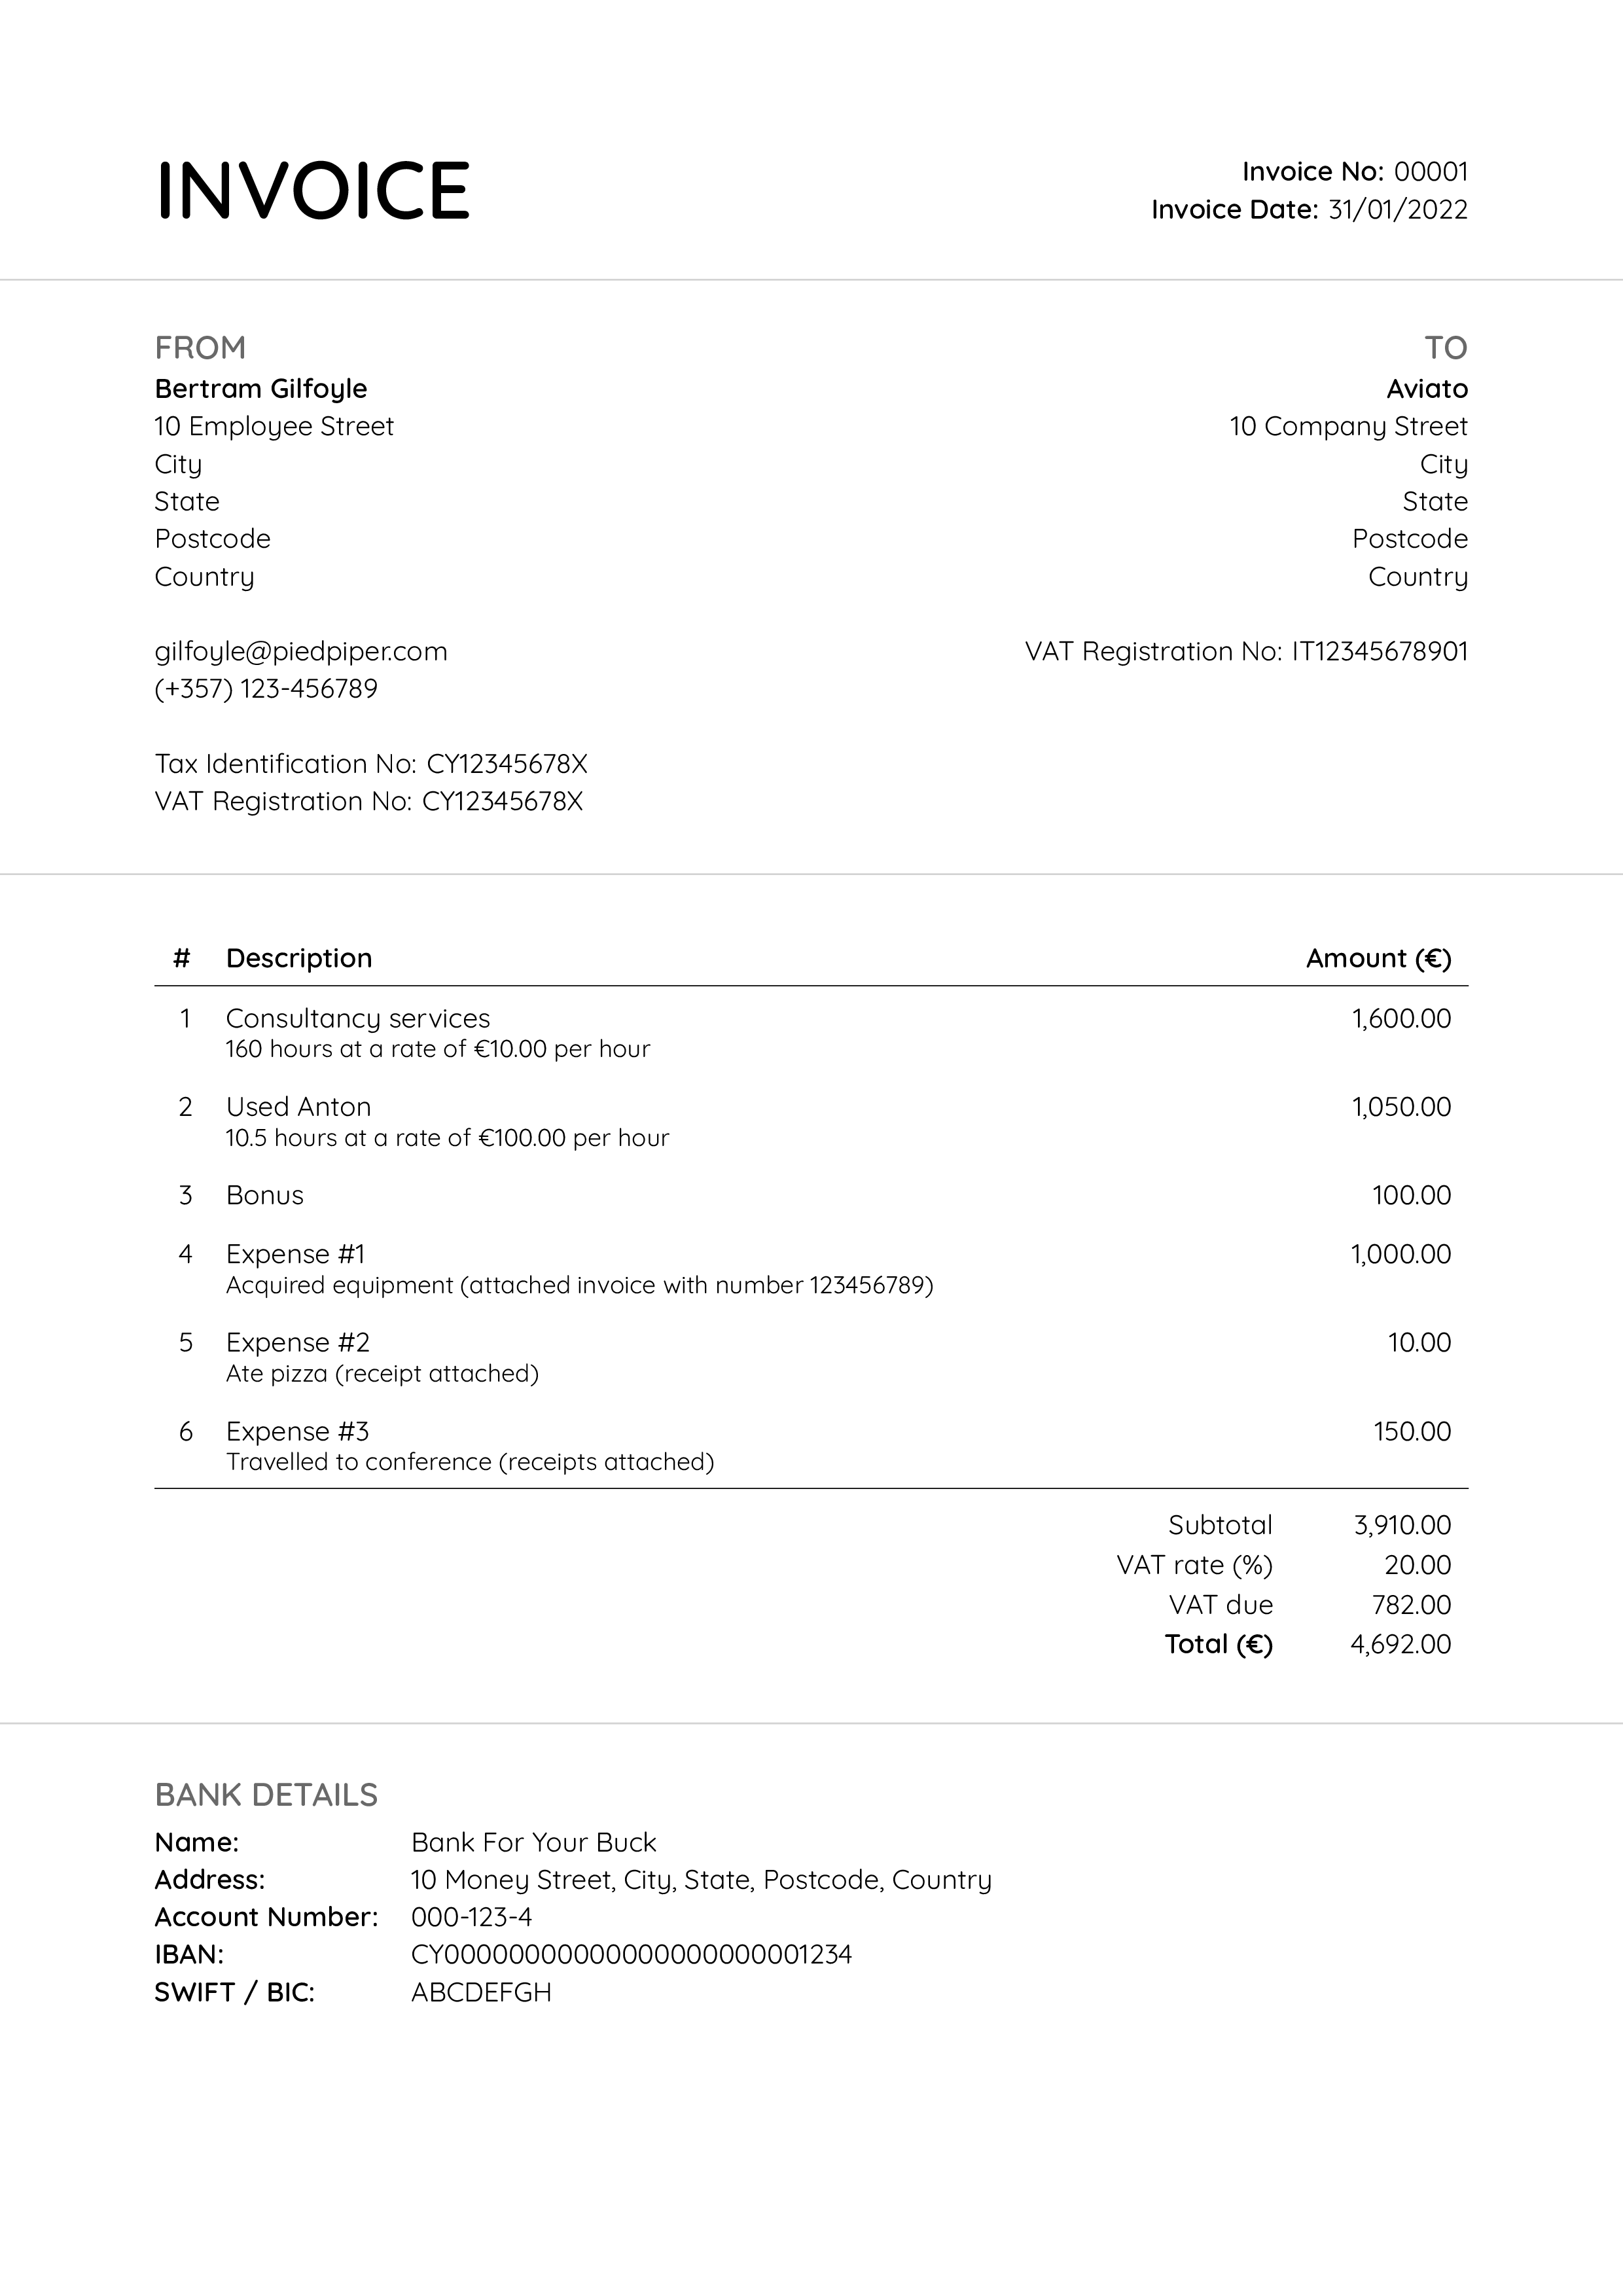 INVOICE
Invoice No: 00001
Invoice Date: 31/01/2022
FROM
Bertram Gilfoyle
10 Employee Street
City
State
Postcode
Country
gilfoyle@piedpiper.com
(+357) 123-456789
Tax Identification No: CY12345678X
VAT Registration No: CY12345678X
TO
Aviato
10 Company Street
City
State
Postcode
Country
VAT Registration No: IT12345678901
# Description Amount (€)
1 Consultancy services 1,600.00
160 hours at a rate of €10.00 per hour
2 Used Anton 1,050.00
10.5 hours at a rate of €100.00 per hour
3 Bonus 100.00
4 Expense #1 1,000.00
Acquired equipment (attached invoice with number 123456789)
5 Expense #2 10.00
Ate pizza (receipt attached)
6 Expense #3 150.00
Travelled to conference (receipts attached)
Subtotal 3,910.00
VAT rate (%) 20.00
VAT due 782.00
Total (€) 4,692.00
BANK DETAILS
Name: Bank For Your Buck
Address: 10 Money Street, City, State, Postcode, Country
Account Number: 000-123-4
IBAN: CY00000000000000000000001234
SWIFT / BIC: ABCDEFGH